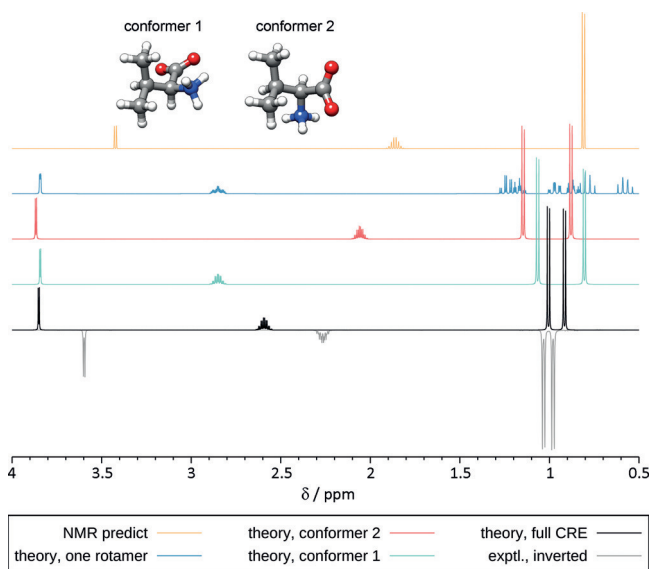 conformer 1 conformer 2
4 3.5 3 2.5 2 1.5 1 0.5
δ / ppm
NMR predict theory, conformer 2 theory, full CRE
theory, one rotamer theory, conformer 1 exptl., inverted